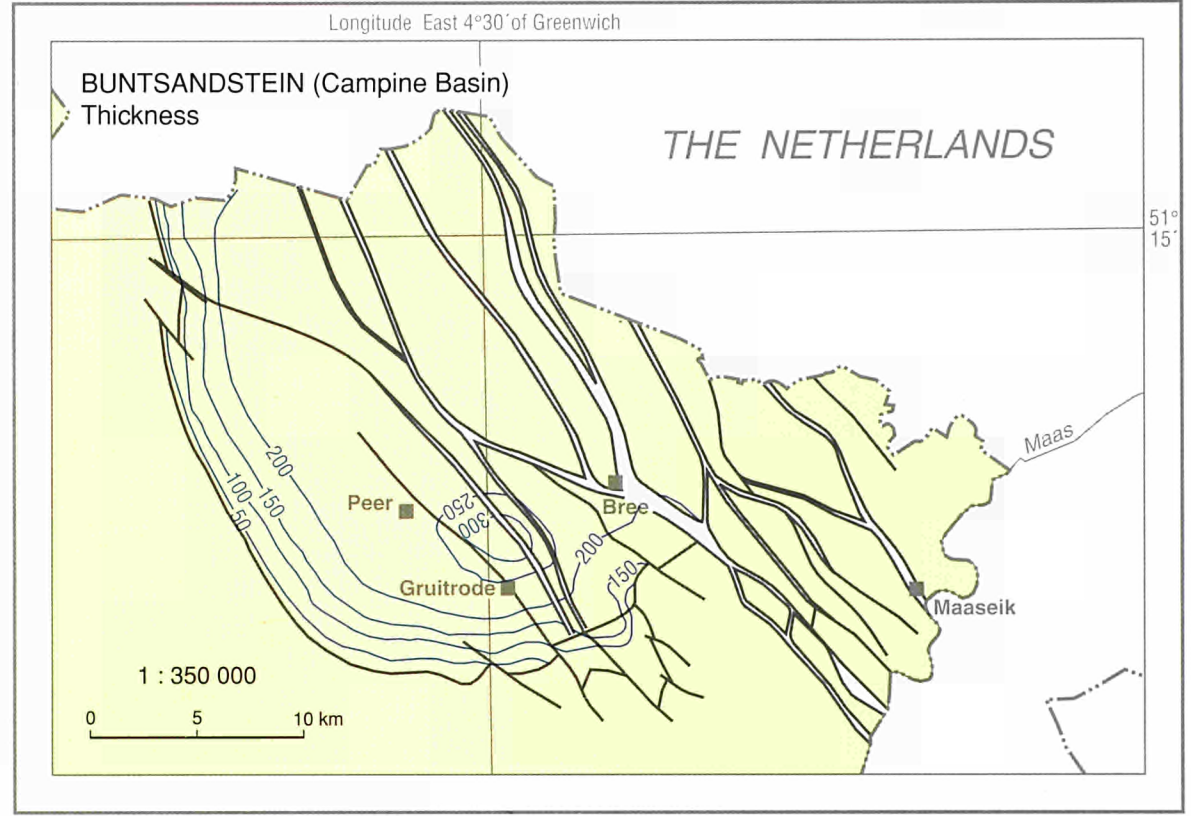 Longitude East 4°30´of Greenwich
BUNTSANDSTEIN (Campine Basin)
Thickness
THE NETHERLANDS
51°
15´
Maas
200
100
150
50
Peer
250
300
Bree
200
150
Gruitrode
Maaseik
1 : 350 000
0 5 10 km